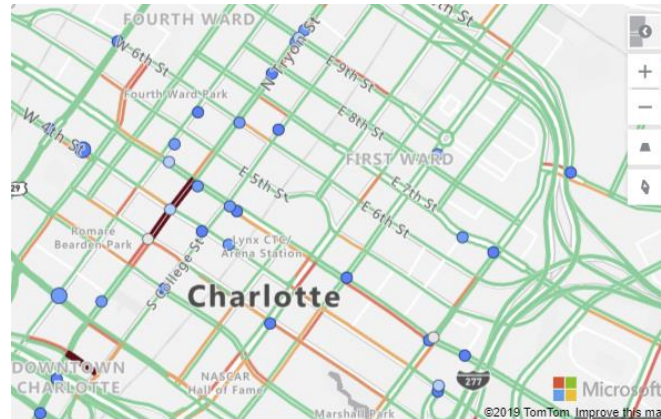 FOURTH WARD
W 6th St
N Tryon St
E 9th St
Fourth Ward Park
E 8th St
W 4th St
FIRST WARD
E 5th St
E 7th St
29
E 6th St
Romare
Bearden Park
Lynx CTC/
Arena Station
S College St
Charlotte
DOWNTOWN
CHARLOTTE
NASCAR
Hall of Fame
277
Marshall Park
Microsoft
©2019 TomTom, Improve this ma